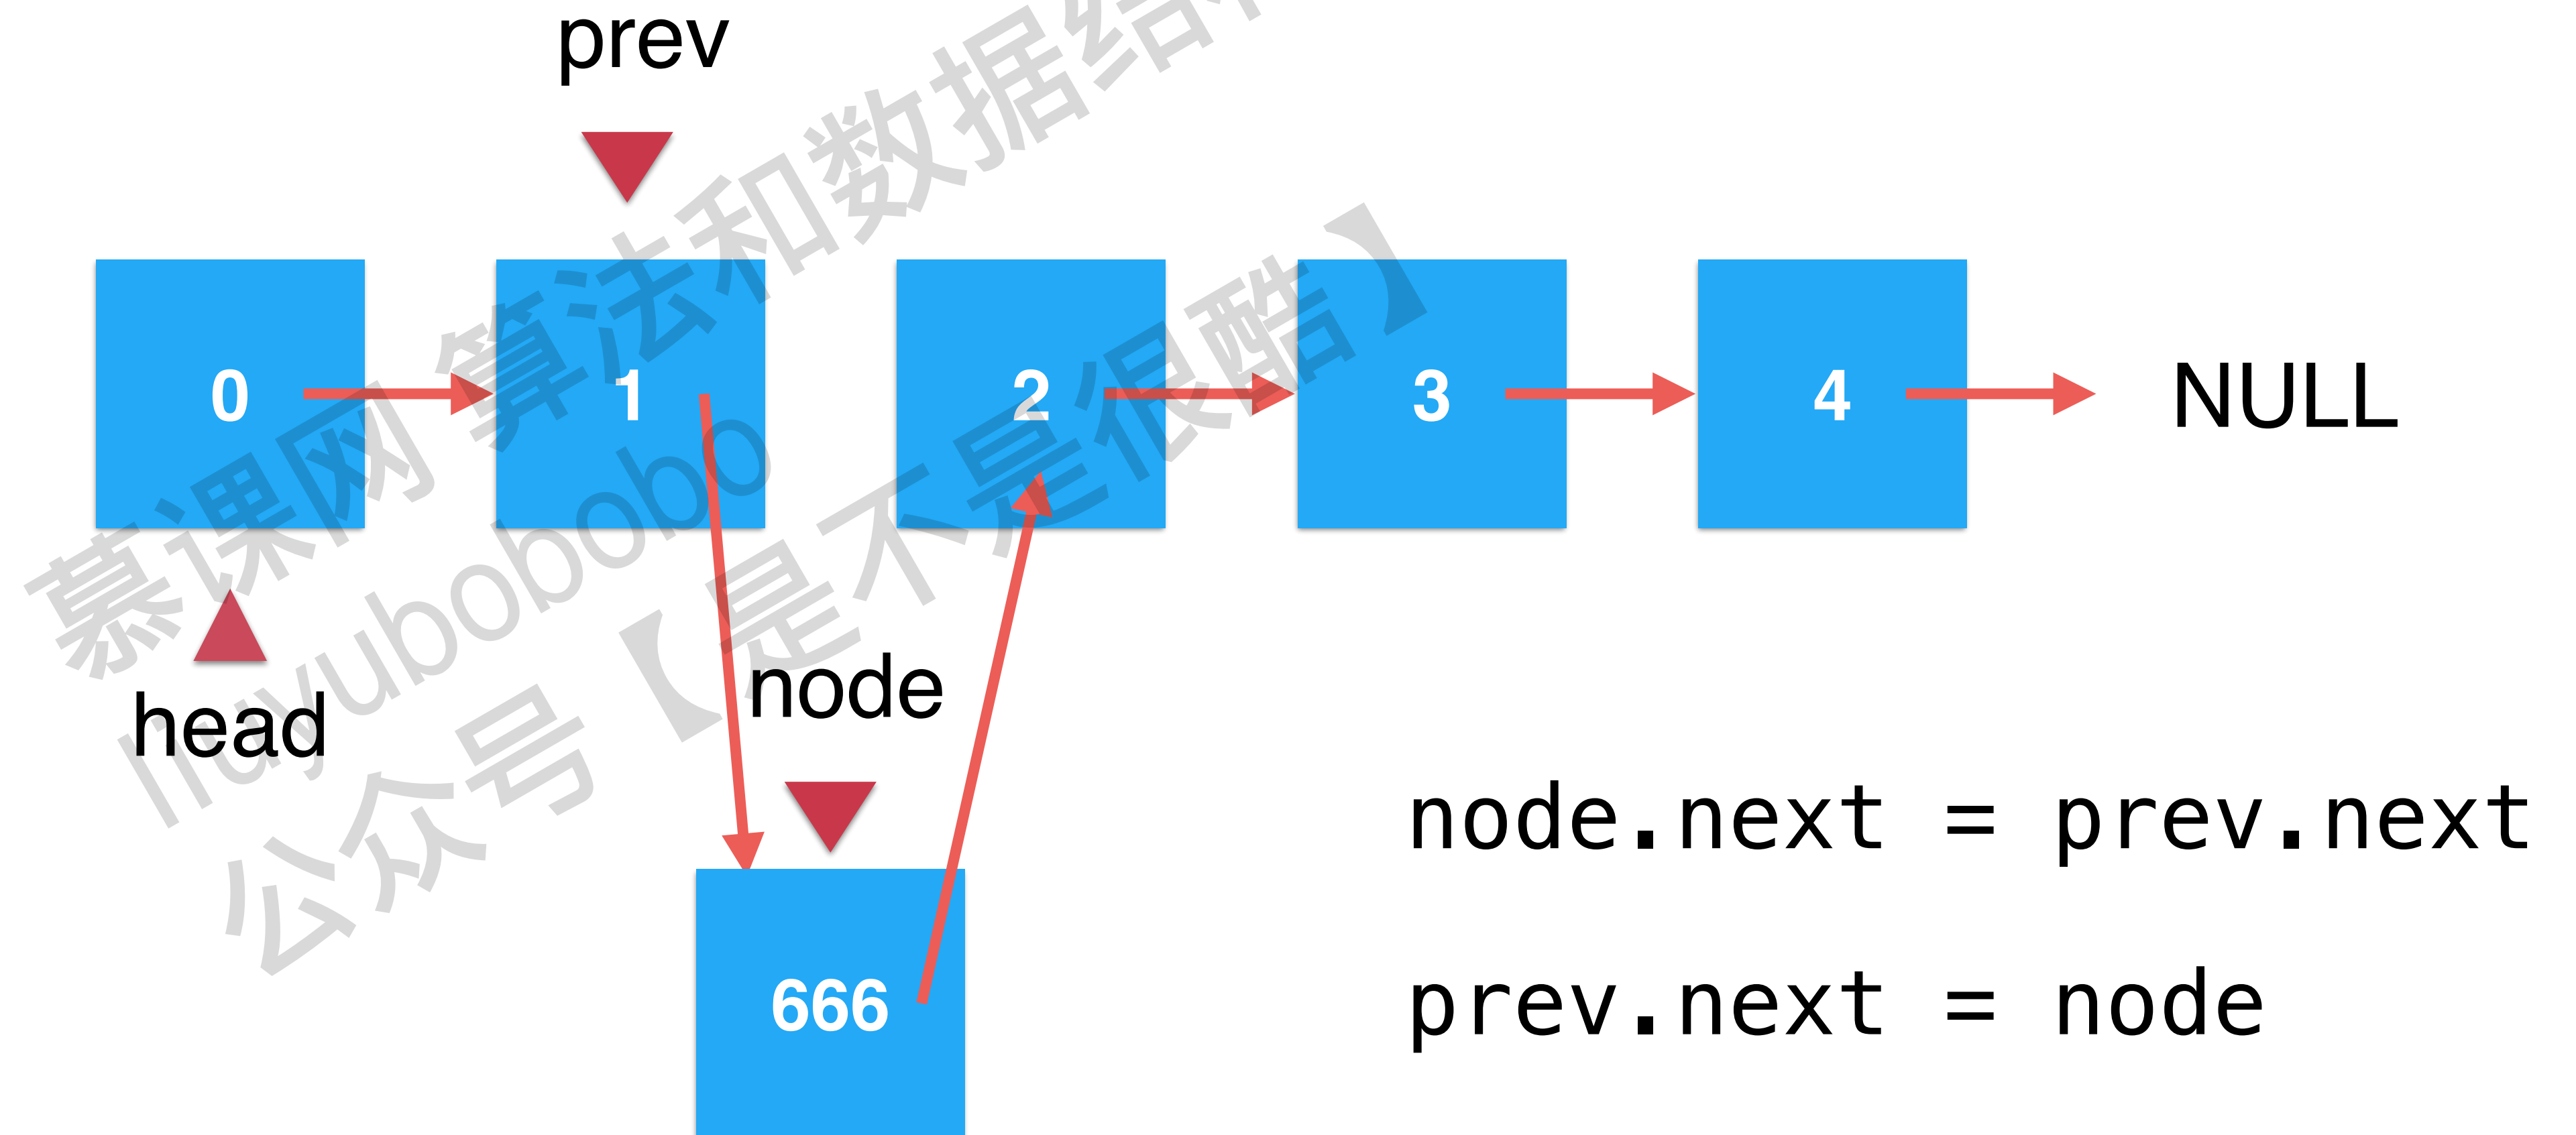 prev
0
1
2
3
4
NULL
head
node
666
node.next = prev.next
prev.next = node
慕课网 算法和数据结
liuyubobobo
公众号【是不是很酷】